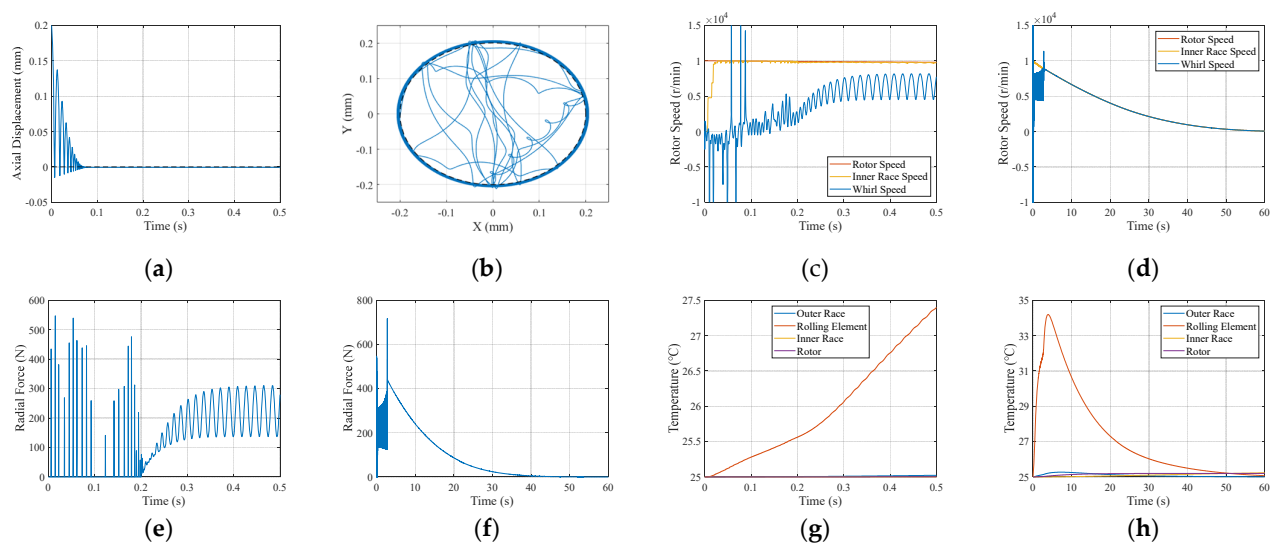 Axial Displacement (mm)
0.2
0.15
0.1
0.05
0
-0.05
0 0.1 0.2 0.3 0.4 0.5
Time (s)
(a)
Y (mm)
0.2
0.1
0
-0.1
-0.2
-0.2 -0.1 0 0.1 0.2
X (mm)
(b)
Rotor Speed (r/min)
×10⁴
1.5
1
0.5
0
-0.5
-1
Rotor Speed
Inner Race Speed
Whirl Speed
0 0.1 0.2 0.3 0.4 0.5
Time (s)
(c)
Rotor Speed (r/min)
×10⁴
1.5
1
0.5
0
-0.5
-1
Rotor Speed
Inner Race Speed
Whirl Speed
0 10 20 30 40 50 60
Time (s)
(d)
Radial Force (N)
600
500
400
300
200
100
0
0 0.1 0.2 0.3 0.4 0.5
Time (s)
(e)
Radial Force (N)
800
600
400
200
0
0 10 20 30 40 50 60
Time (s)
(f)
Temperature (°C)
27.5
27
26.5
26
25.5
25
Outer Race
Rolling Element
Inner Race
Rotor
0 0.1 0.2 0.3 0.4 0.5
Time (s)
(g)
Temperature (°C)
35
33
31
29
27
25
Outer Race
Rolling Element
Inner Race
Rotor
0 10 20 30 40 50 60
Time (s)
(h)